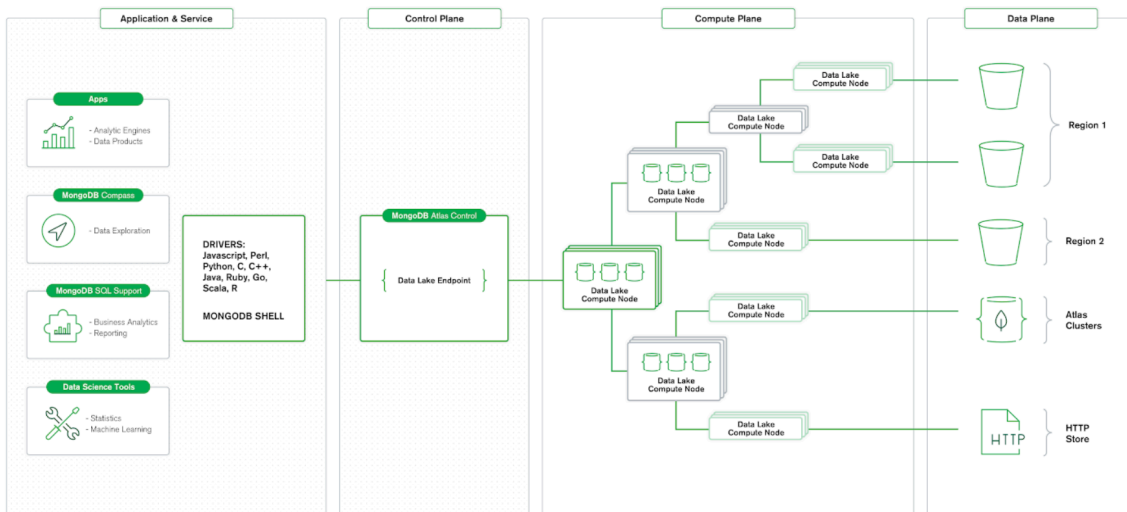 Application & Service
Control Plane
Compute Plane
Data Plane
Apps
- Analytic Engines
- Data Products
MongoDB Compass
- Data Exploration
MongoDB SQL Support
- Business Analytics
- Reporting
Data Science Tools
- Statistics
- Machine Learning
DRIVERS:
Javascript, Perl,
Python, C, C++,
Java, Ruby, Go,
Scala, R
MONGODB SHELL
MongoDB Atlas Control
Data Lake Endpoint
Data Lake
Compute Node
Data Lake
Compute Node
Data Lake
Compute Node
Data Lake
Compute Node
Data Lake
Compute Node
Data Lake
Compute Node
Data Lake
Compute Node
Data Lake
Compute Node
Data Lake
Compute Node
Region 1
Region 2
Atlas
Clusters
HTTP
HTTP
Store